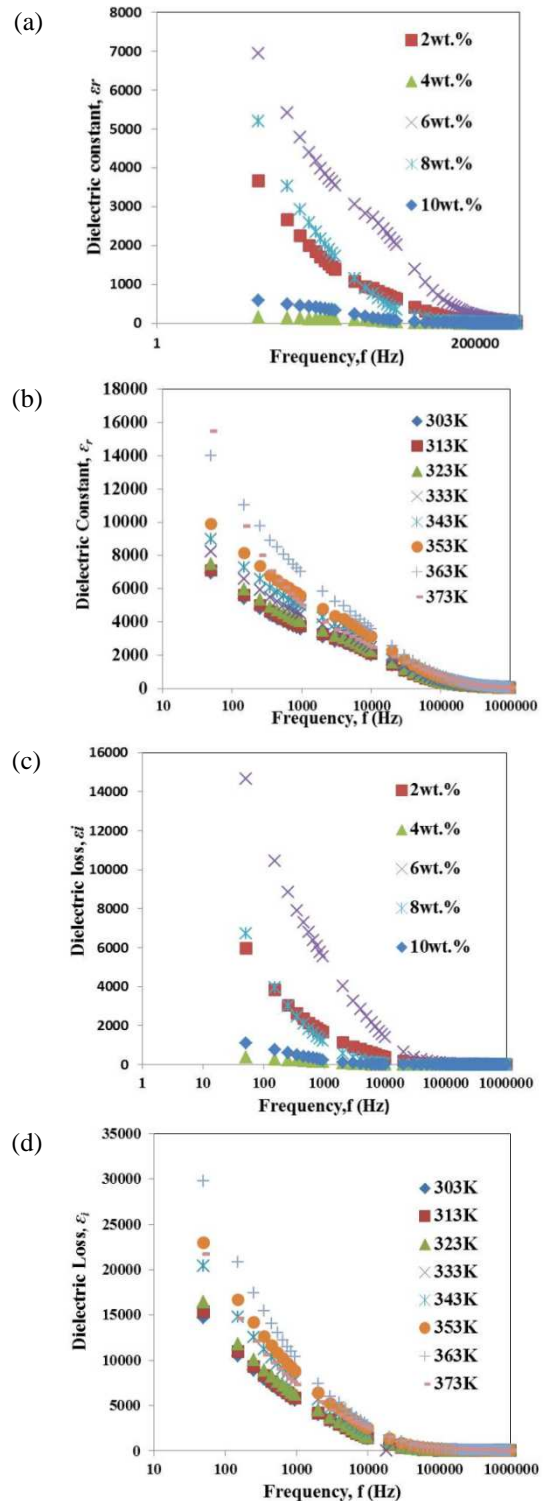 (a)
Dielectric constant, εr
8000
7000
6000
5000
4000
3000
2000
1000
0
1
200000
Frequency,f (Hz)
2wt.%
4wt.%
6wt.%
8wt.%
10wt.%
(b)
Dielectric Constant, εr
18000
16000
14000
12000
10000
8000
6000
4000
2000
0
10
100
1000
10000
100000
1000000
Frequency, f (Hz)
303K
313K
323K
333K
343K
353K
363K
373K
(c)
Dielectric loss, εi
16000
14000
12000
10000
8000
6000
4000
2000
0
1
10
100
1000
10000
100000
1000000
Frequency,f (Hz)
2wt.%
4wt.%
6wt.%
8wt.%
10wt.%
(d)
Dielectric Loss, εi
35000
30000
25000
20000
15000
10000
5000
0
10
100
1000
10000
100000
1000000
Frequency, f (Hz)
303K
313K
323K
333K
343K
353K
363K
373K